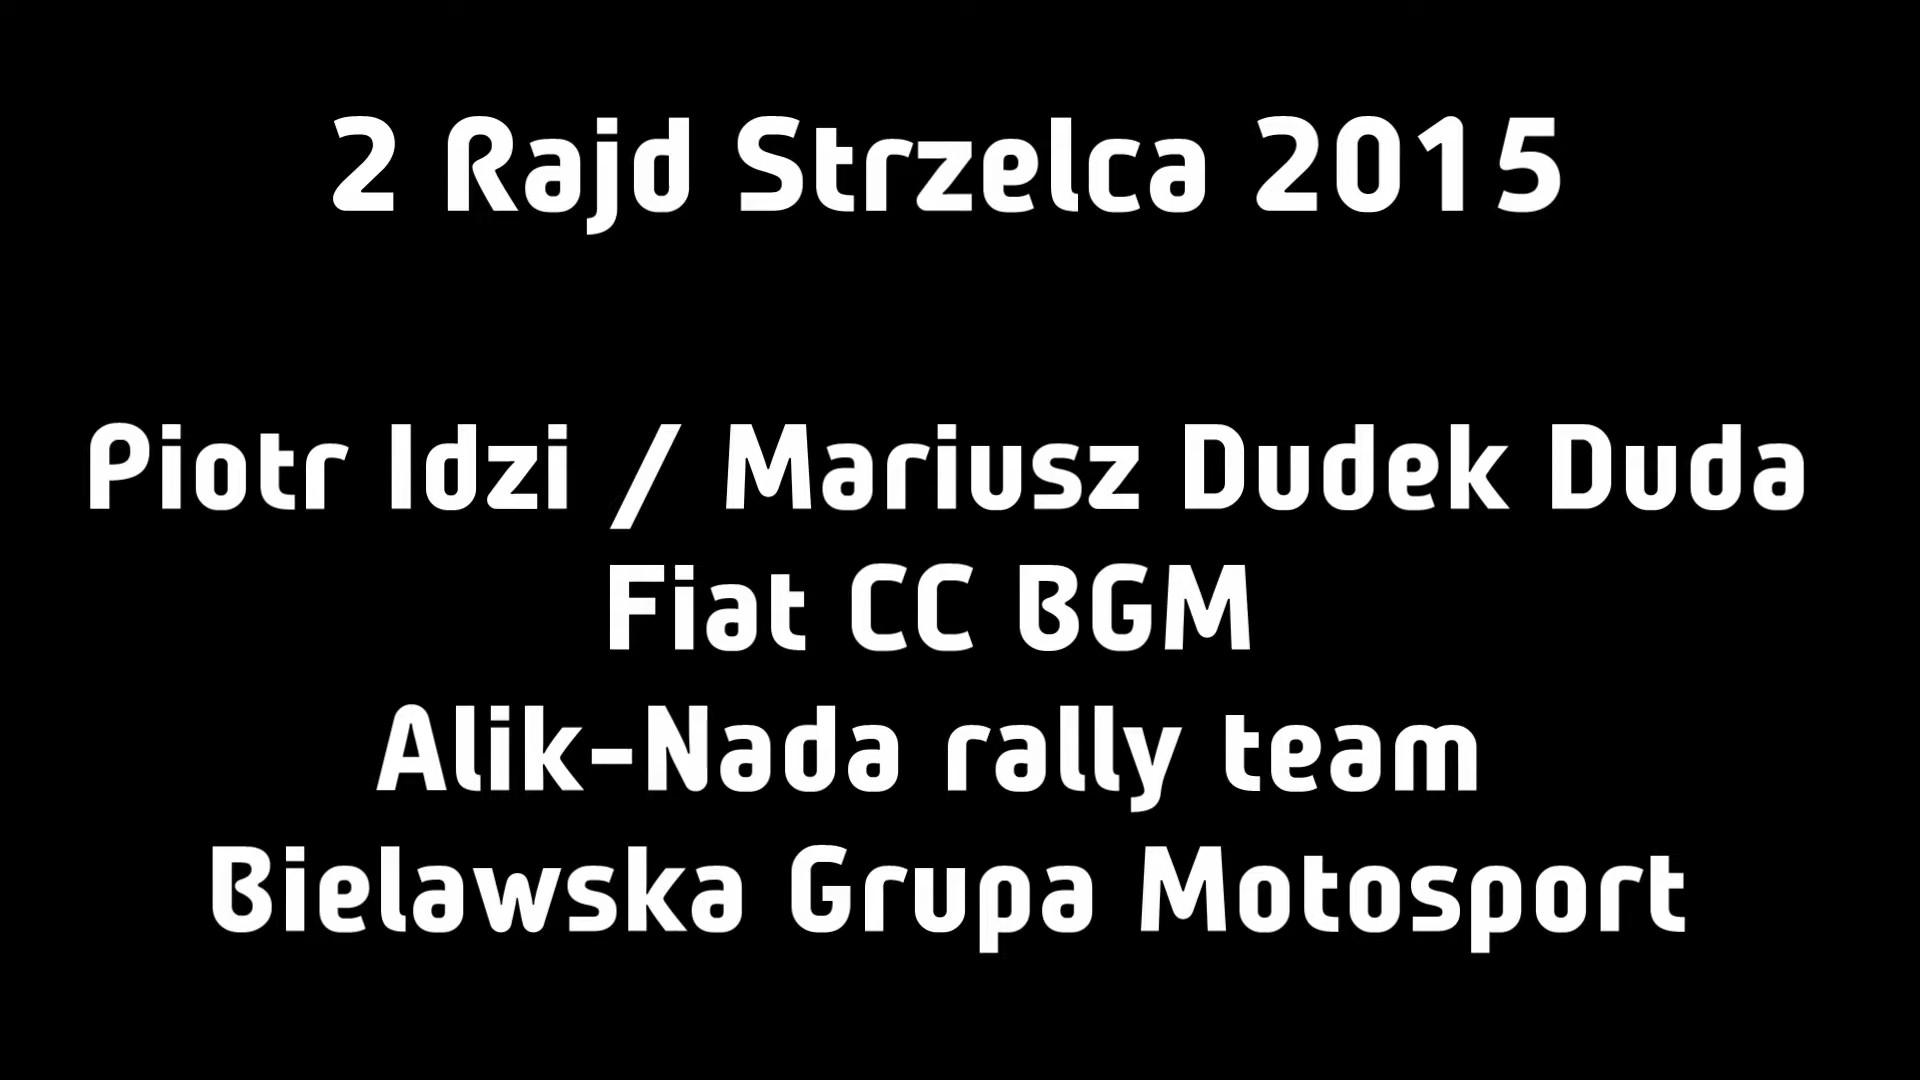 2 Rajd Strzelca 2015
Piotr Idzi / Mariusz Dudek Duda
Fiat CC BGM
Alik-Nada rally team
Bielawska Grupa Motosport